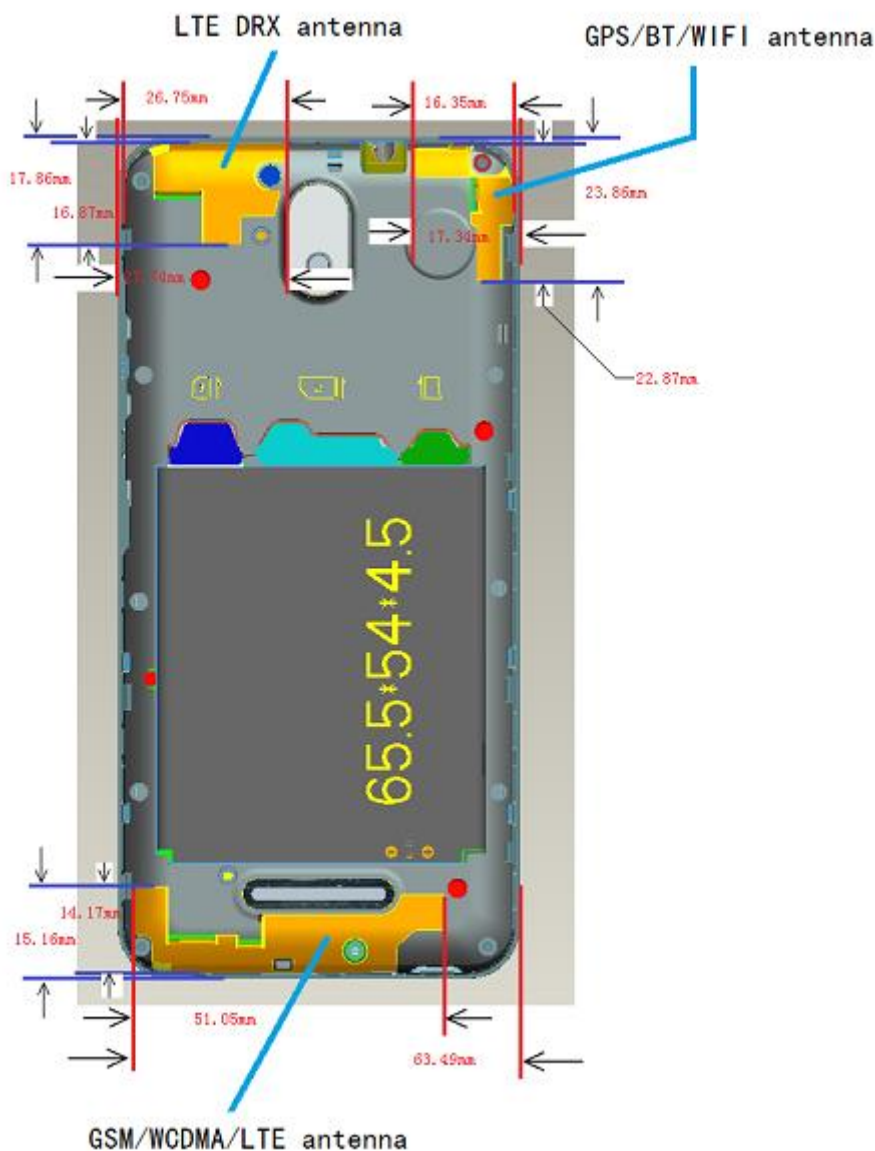 LTE DRX antenna
GPS/BT/WIFI antenna
26.75mm
16.35mm
17.86mm
16.87mm
23.86mm
17.34mm
22.87mm
65.5*54*4.5
14.17mm
15.16mm
51.05mm
63.49mm
GSM/WCDMA/LTE antenna